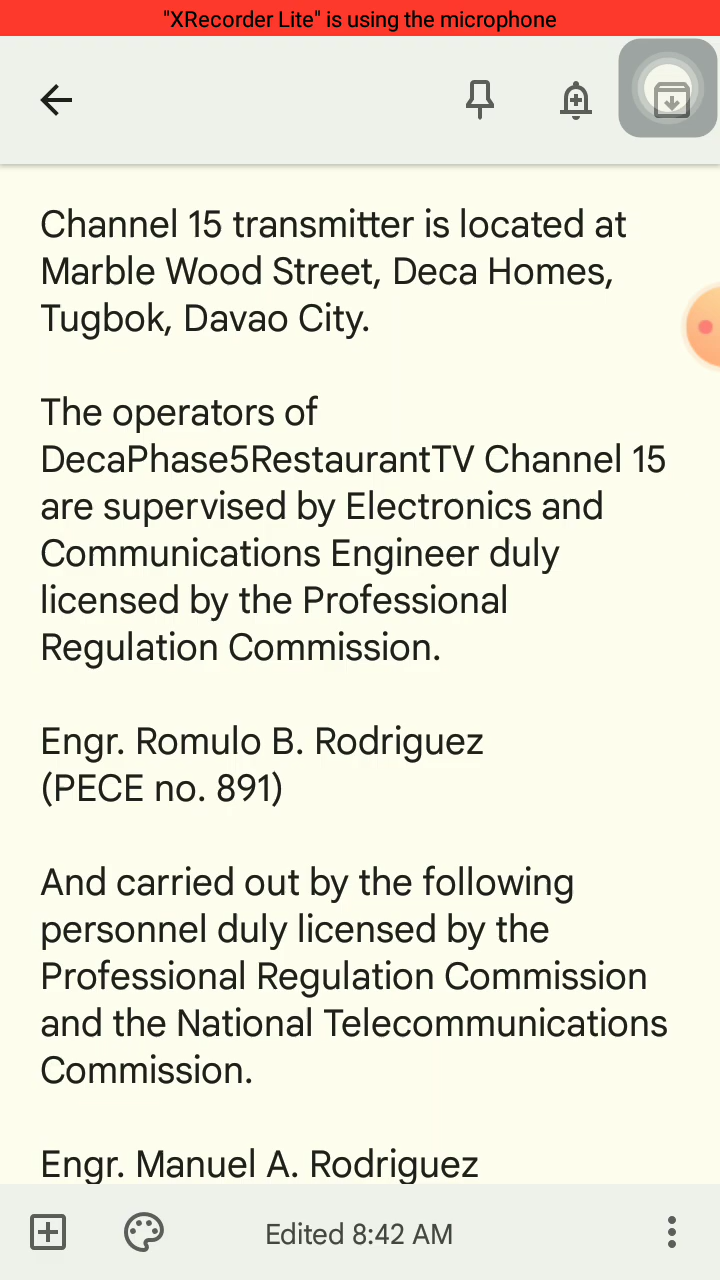 "XRecorder Lite" is using the microphone
Channel 15 transmitter is located at
Marble Wood Street, Deca Homes,
Tugbok, Davao City.
The operators of
DecaPhase5RestaurantTV Channel 15
are supervised by Electronics and
Communications Engineer duly
licensed by the Professional
Regulation Commission.
Engr. Romulo B. Rodriguez
(PECE no. 891)
And carried out by the following
personnel duly licensed by the
Professional Regulation Commission
and the National Telecommunications
Commission.
Engr. Manuel A. Rodriguez
Edited 8:42 AM